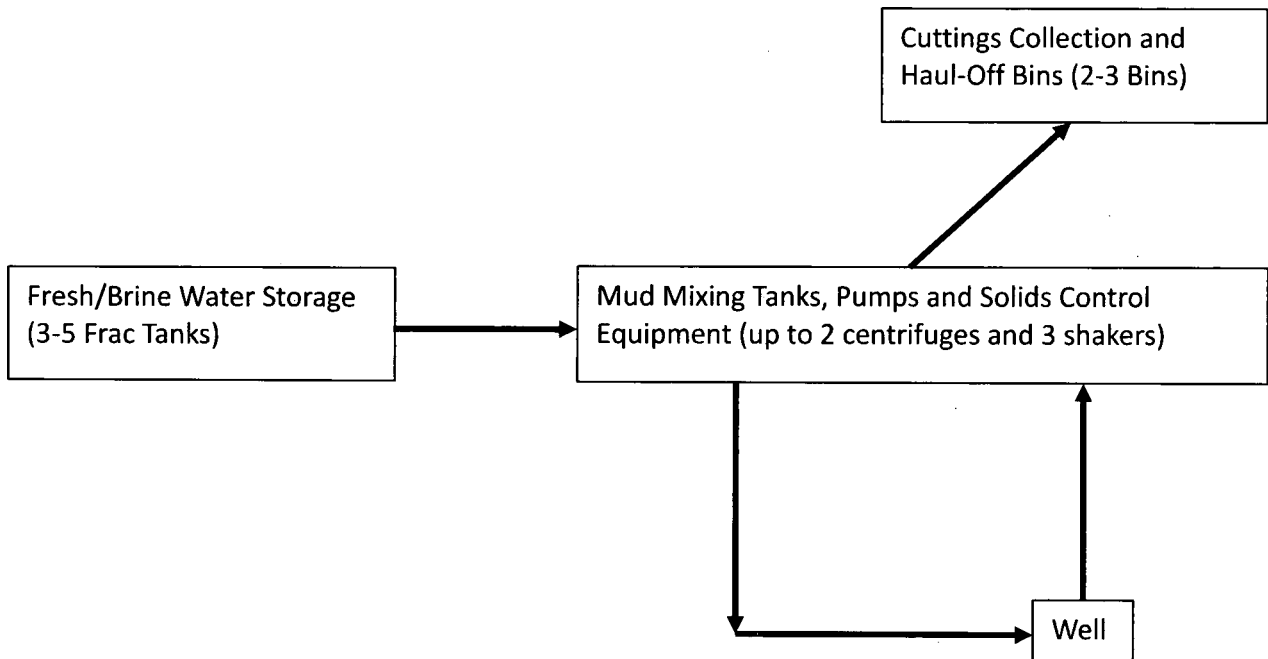 Cuttings Collection and
Haul-Off Bins (2-3 Bins)
Fresh/Brine Water Storage
(3-5 Frac Tanks)
Mud Mixing Tanks, Pumps and Solids Control
Equipment (up to 2 centrifuges and 3 shakers)
Well